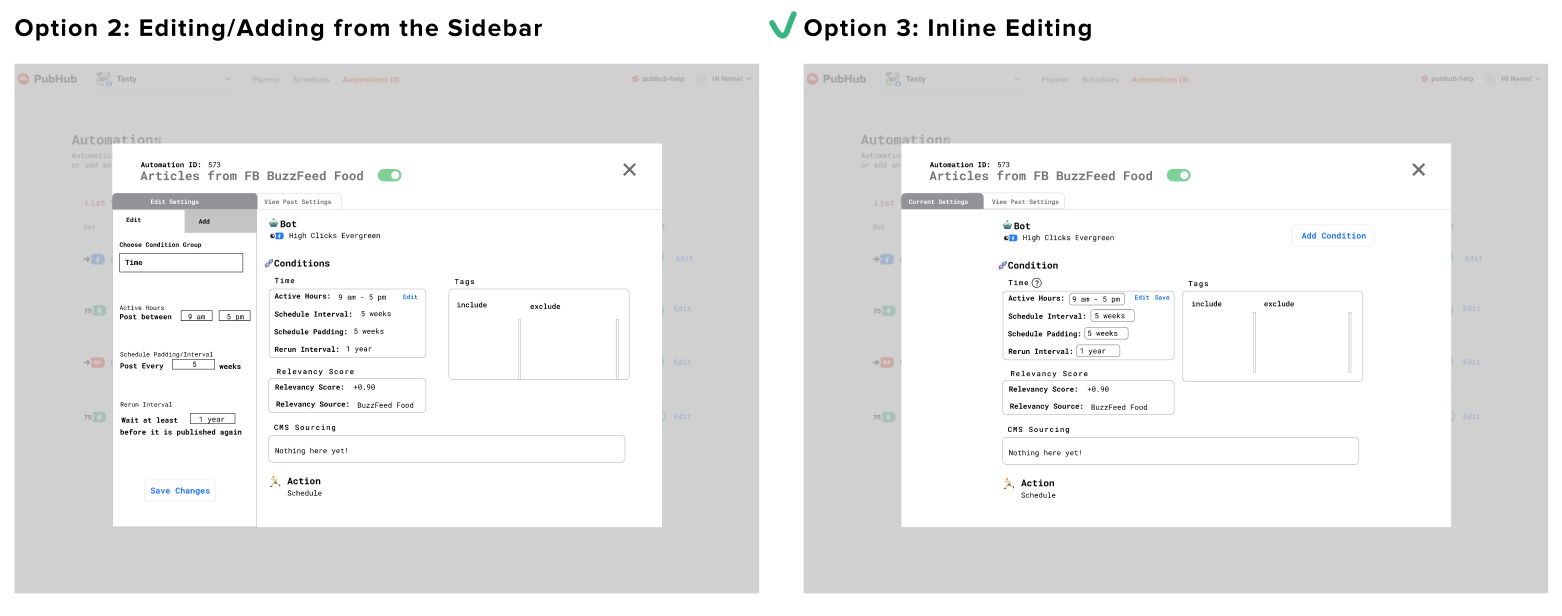 Option 2: Editing/Adding from the Sidebar
PubHub
Tasty
Planner
Schedules
Automations (3)
pubhub-help
Hi Name!
Automations
Automatio
or add an
List
Bot
75
Edit
Edit
Edit
75
Edit
Automation ID: 573
Articles from FB BuzzFeed Food
Edit Settings
View Past Settings
Edit
Add
Choose Condition Group
Time
Active Hours
Post between 9 am 5 pm
Schedule Padding/Interval
Post Every 5 weeks
Rerun Interval
Wait at least 1 year
before it is published again
Save Changes
Bot
High Clicks Evergreen
Conditions
Time
Active Hours: 9 am - 5 pm Edit
Schedule Interval: 5 weeks
Schedule Padding: 5 weeks
Rerun Interval: 1 year
Tags
include
exclude
Relevancy Score
Relevancy Score: +0.90
Relevancy Source: BuzzFeed Food
CMS Sourcing
Nothing here yet!
Action
Schedule
Option 3: Inline Editing
PubHub
Tasty
Planner
Schedules
Automations (3)
pubhub-help
Hi Name!
Automations
Automatio
or add an
List
Bot
75
Edit
Edit
Edit
75
Edit
Automation ID: 573
Articles from FB BuzzFeed Food
Current Settings
View Past Settings
Bot
High Clicks Evergreen
Add Condition
Condition
Time ?
Active Hours: 9 am - 5 pm Edit Save
Schedule Interval: 5 weeks
Schedule Padding: 5 weeks
Rerun Interval: 1 year
Tags
include
exclude
Relevancy Score
Relevancy Score: +0.90
Relevancy Source: BuzzFeed Food
CMS Sourcing
Nothing here yet!
Action
Schedule